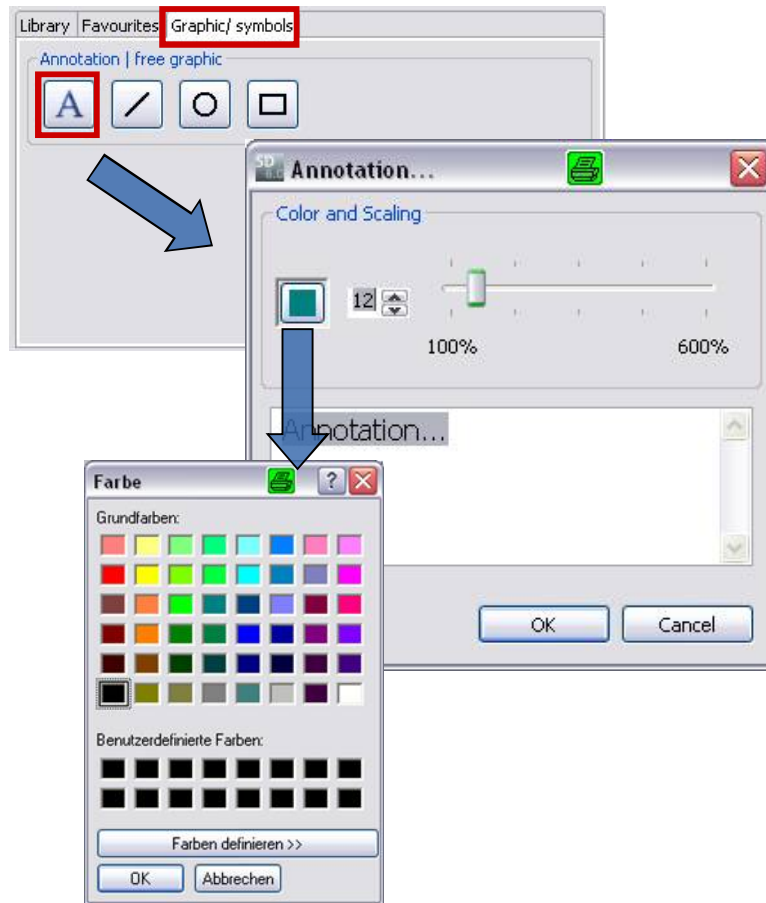 Library Favourites Graphic/ symbols
Annotation | free graphic
A
Annotation...
Color and Scaling
12
100% 600%
Annotation...
OK Cancel
Farbe
Grundfarben:
Benutzerdefinierte Farben:
Farben definieren >>
OK Abbrechen